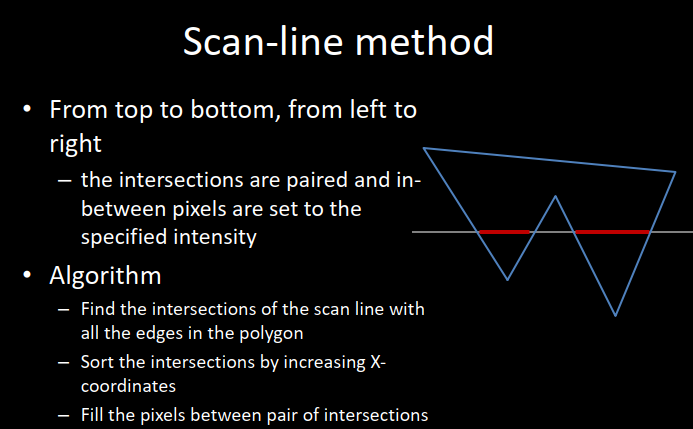 Scan-line method
• From top to bottom, from left to
right
– the intersections are paired and in-
between pixels are set to the
specified intensity
• Algorithm
– Find the intersections of the scan line with
all the edges in the polygon
– Sort the intersections by increasing X-
coordinates
– Fill the pixels between pair of intersections